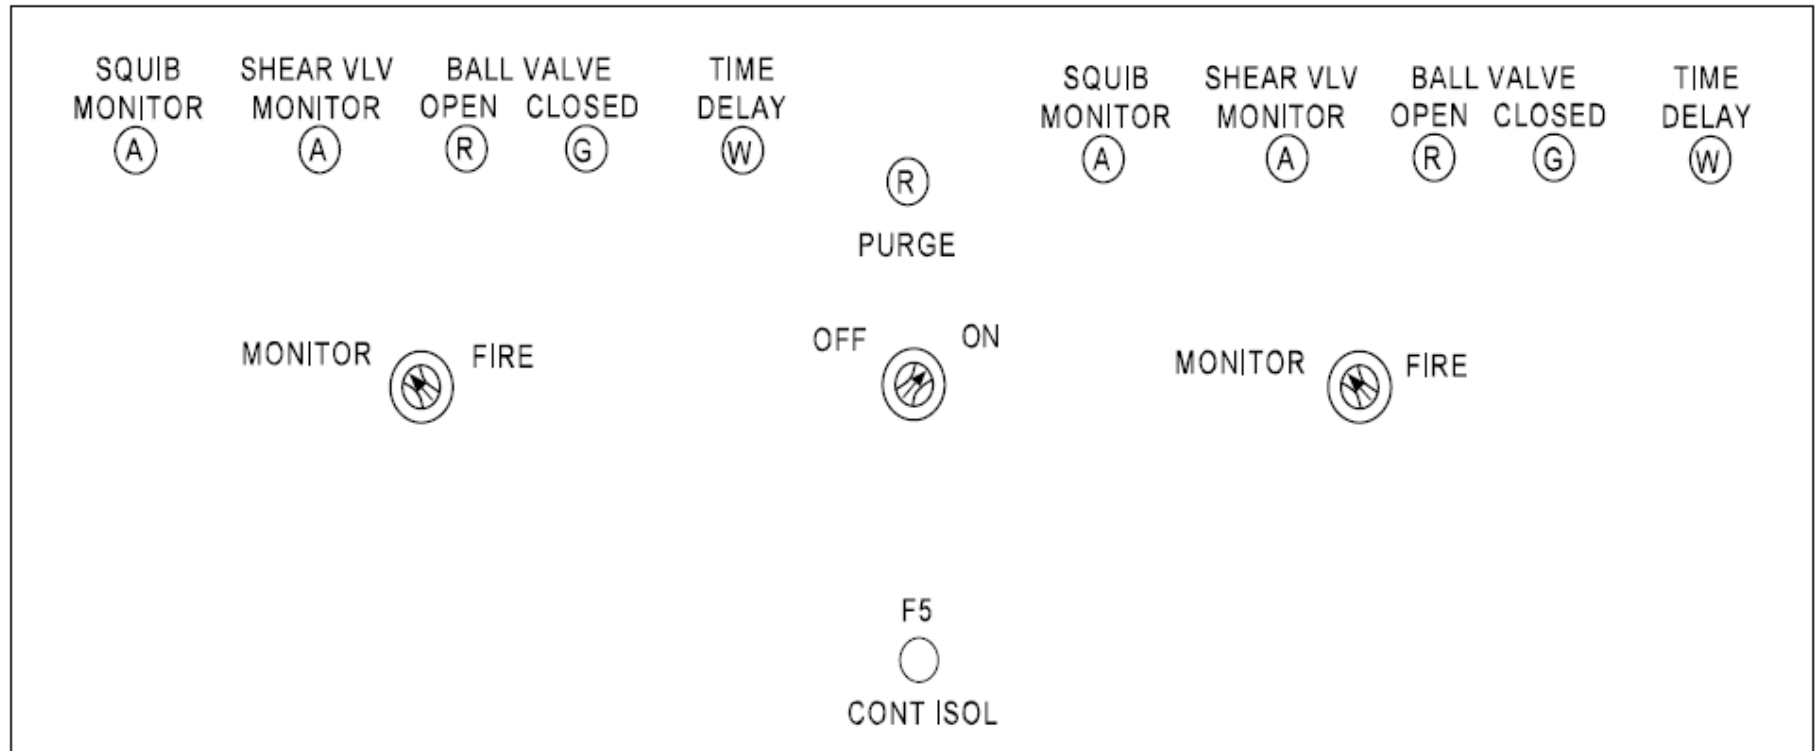 SQUIB SHEAR VLV BALL VALVE TIME
MONITOR MONITOR OPEN CLOSED DELAY
A A R G W
SQUIB SHEAR VLV BALL VALVE TIME
MONITOR MONITOR OPEN CLOSED DELAY
A A R G W
R
PURGE
MONITOR FIRE
OFF ON
MONITOR FIRE
F5
CONT ISOL